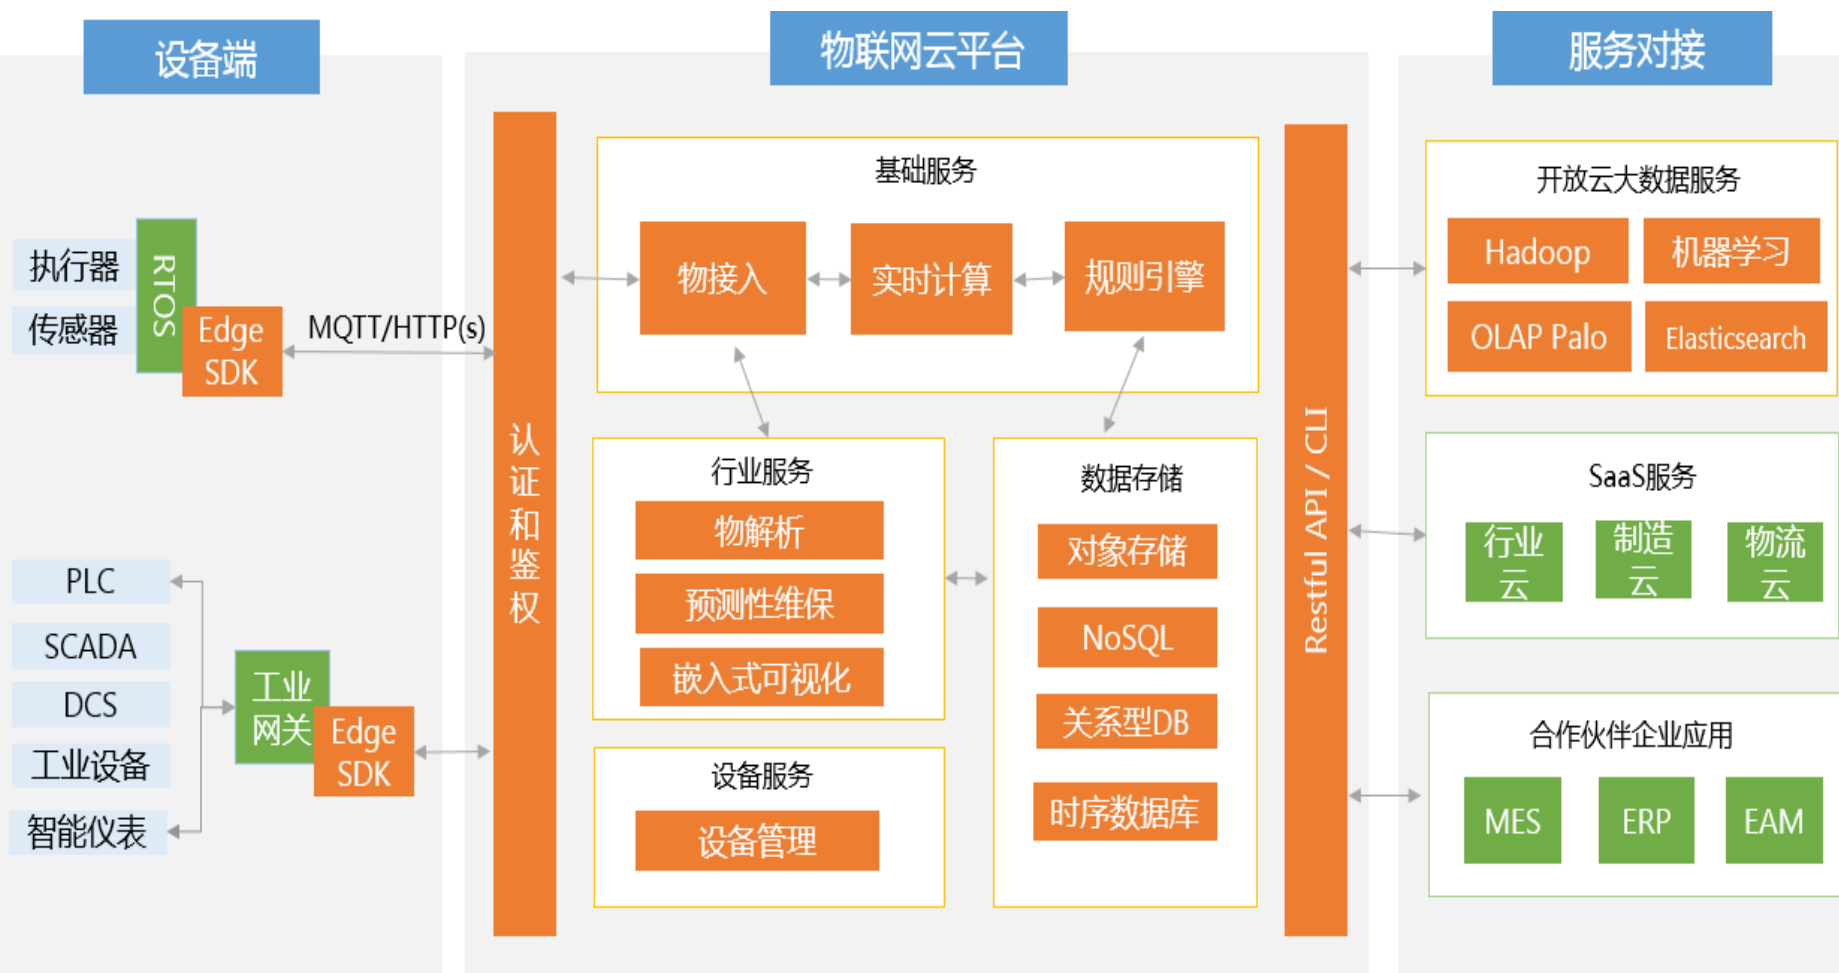 设备端
物联网云平台
服务对接
执行器
传感器
RTOS
Edge
SDK
MQTT/HTTP(s)
PLC
SCADA
DCS
工业设备
智能仪表
工业
网关
Edge
SDK
认
证
和
鉴
权
基础服务
物接入
实时计算
规则引擎
行业服务
物解析
预测性维保
嵌入式可视化
设备服务
设备管理
数据存储
对象存储
NoSQL
关系型DB
时序数据库
Restful API / CLI
开放云大数据服务
Hadoop
机器学习
OLAP Palo
Elasticsearch
SaaS服务
行业
云
制造
云
物流
云
合作伙伴企业应用
MES
ERP
EAM